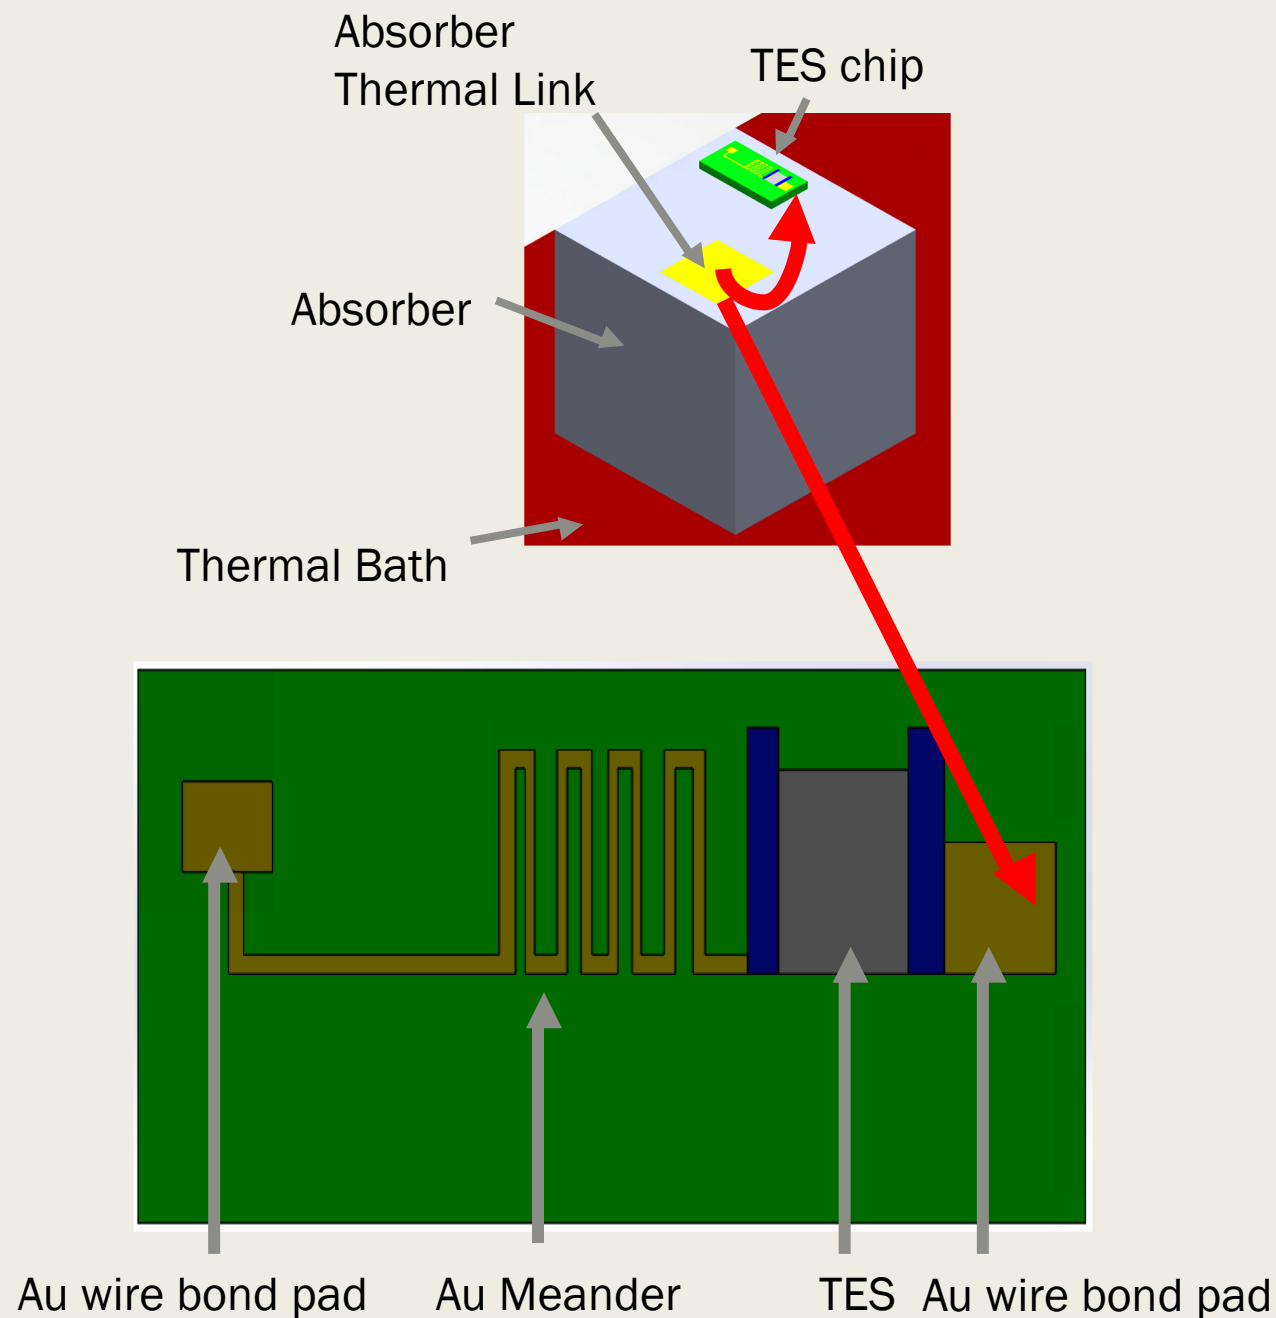 Absorber
Thermal Link
TES chip
Absorber
Thermal Bath
Au wire bond pad
Au Meander
TES
Au wire bond pad